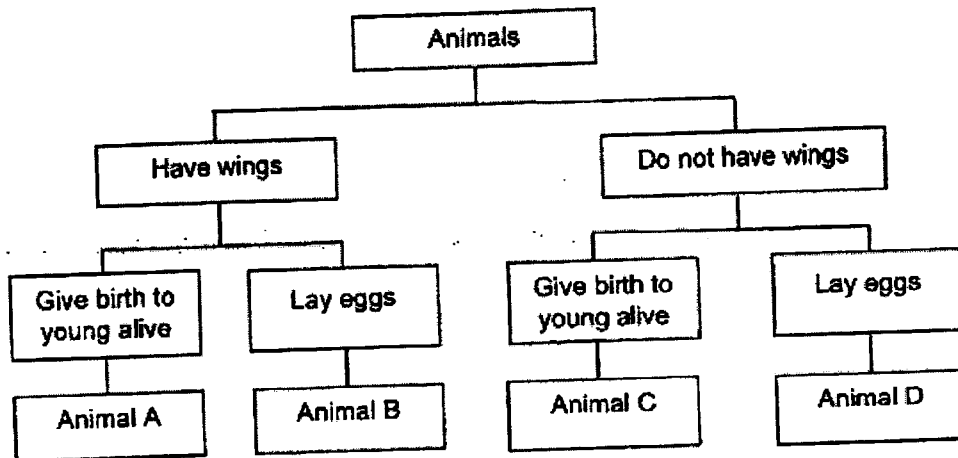 Animals
Have wings
Do not have wings
Give birth to
young alive
Lay eggs
Give birth to
young alive
Lay eggs
Animal A
Animal B
Animal C
Animal D